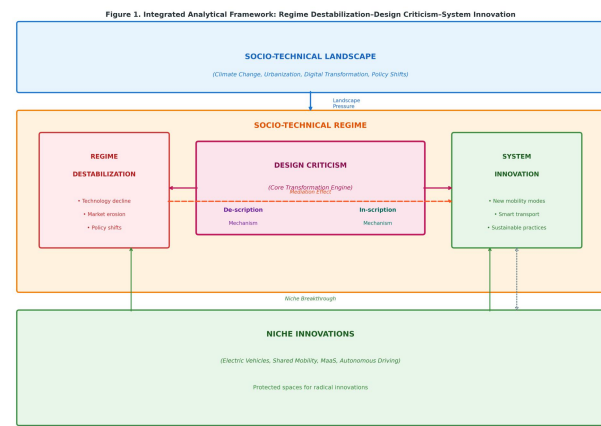 Figure 1. Integrated Analytical Framework: Regime Destabilization–Design Criticism–System Innovation
SOCIO-TECHNICAL LANDSCAPE
(Climate Change, Urbanization, Digital Transformation, Policy Shifts)
Landscape
Pressure
SOCIO-TECHNICAL REGIME
REGIME
DESTABILIZATION
• Technology decline
• Market erosion
• Policy shifts
DESIGN CRITICISM
(Core Transformation Engine)
Mediation Effect
De-scription
Mechanism
In-scription
Mechanism
SYSTEM
INNOVATION
• New mobility modes
• Smart transport
• Sustainable practices
Niche Breakthrough
NICHE INNOVATIONS
(Electric Vehicles, Shared Mobility, MaaS, Autonomous Driving)
Protected spaces for radical innovations